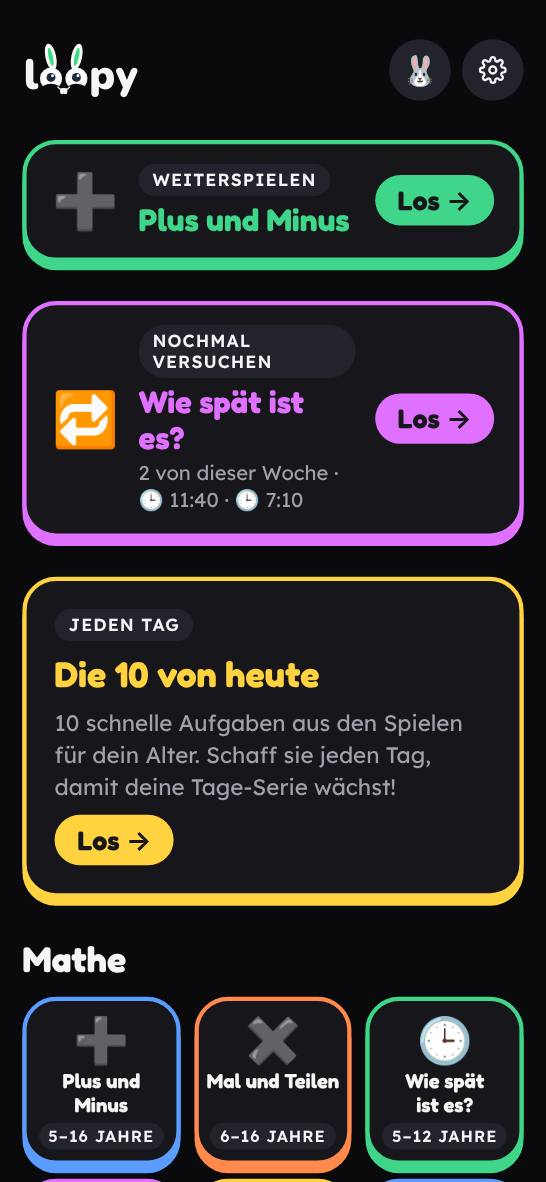 loopy
WEITERSPIELEN
Plus und Minus
Los →
NOCHMAL
VERSUCHEN
Wie spät ist
es?
2 von dieser Woche ·
🕒 11:40 · 🕒 7:10
Los →
JEDEN TAG
Die 10 von heute
10 schnelle Aufgaben aus den Spielen
für dein Alter. Schaff sie jeden Tag,
damit deine Tage-Serie wächst!
Los →
Mathe
Plus und
Minus
5–16 JAHRE
Mal und Teilen
6–16 JAHRE
Wie spät
ist es?
5–12 JAHRE